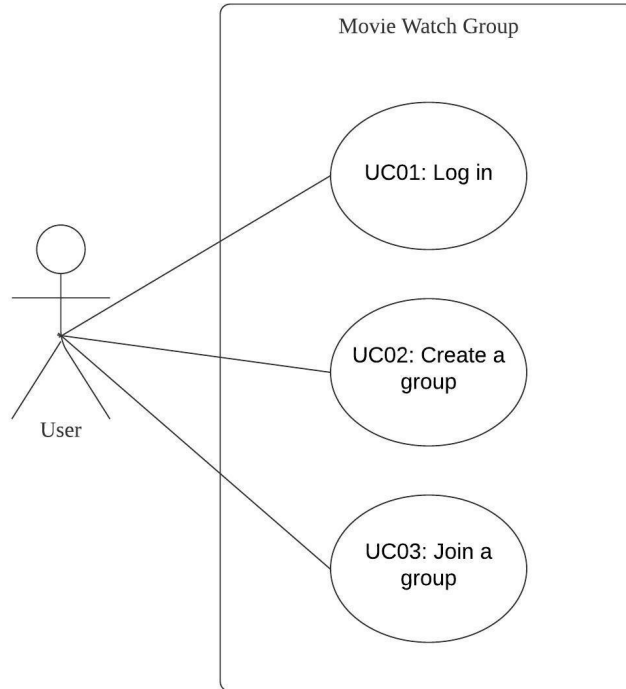 Movie Watch Group
UC01: Log in
UC02: Create a
group
User
UC03: Join a
group